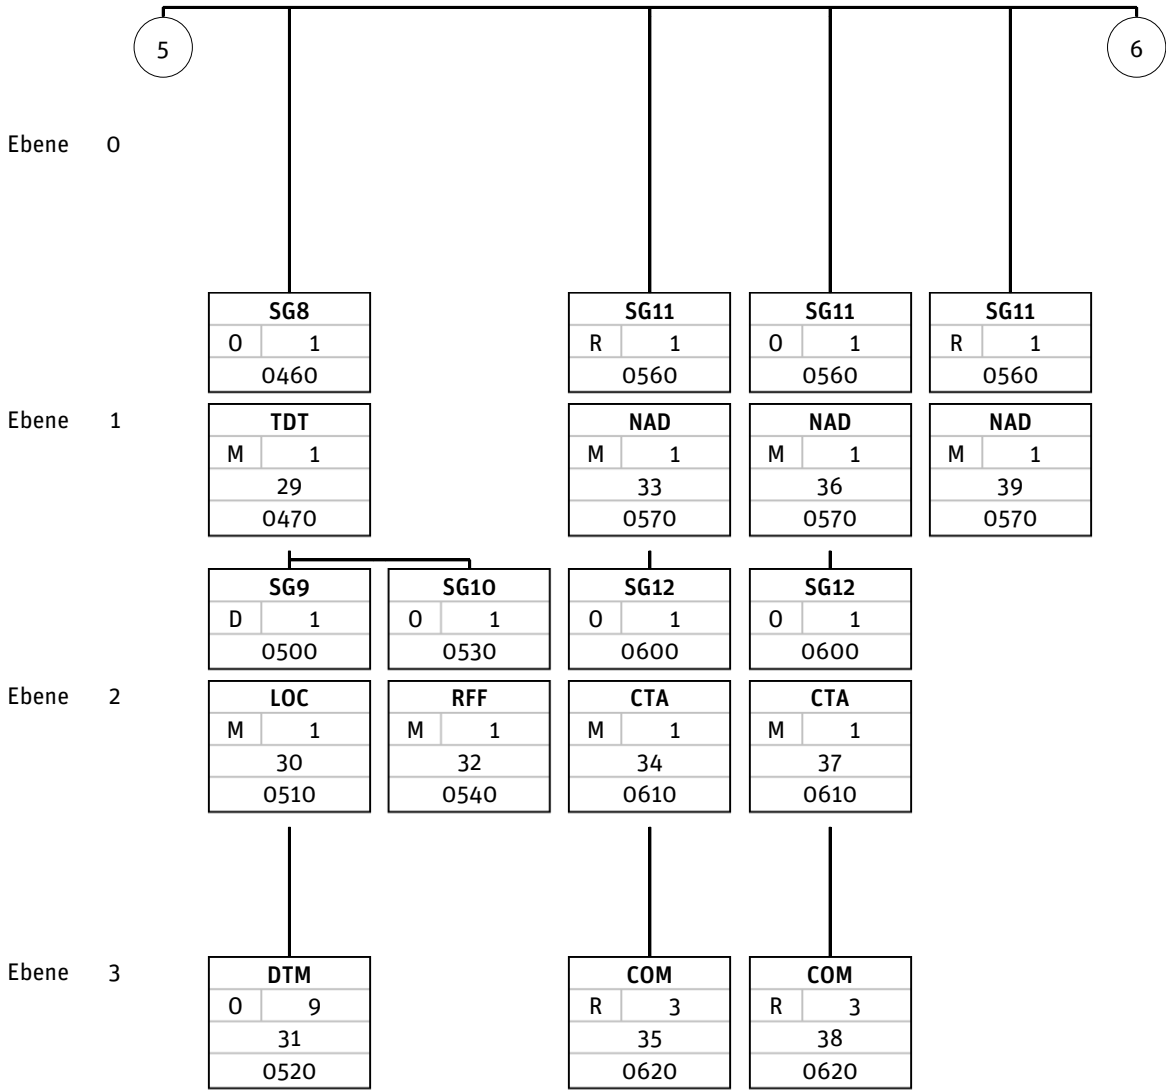 5 6
Ebene 0
SG8 SG11 SG11 SG11
O 1 R 1 O 1 R 1
0460 0560 0560 0560
Ebene 1 TDT NAD NAD NAD
M 1 M 1 M 1 M 1
29 33 36 39
0470 0570 0570 0570
SG9 SG10 SG12 SG12
D 1 O 1 O 1 O 1
0500 0530 0600 0600
Ebene 2 LOC RFF CTA CTA
M 1 M 1 M 1 M 1
30 32 34 37
0510 0540 0610 0610
Ebene 3 DTM COM COM
O 9 R 3 R 3
31 35 38
0520 0620 0620